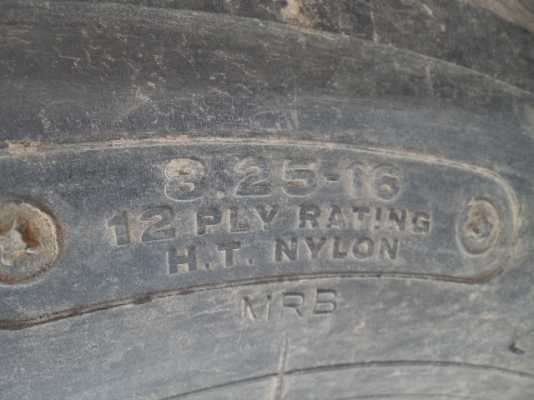 8.25-16
12 PLY RATING
H.T. NYLON
MRB